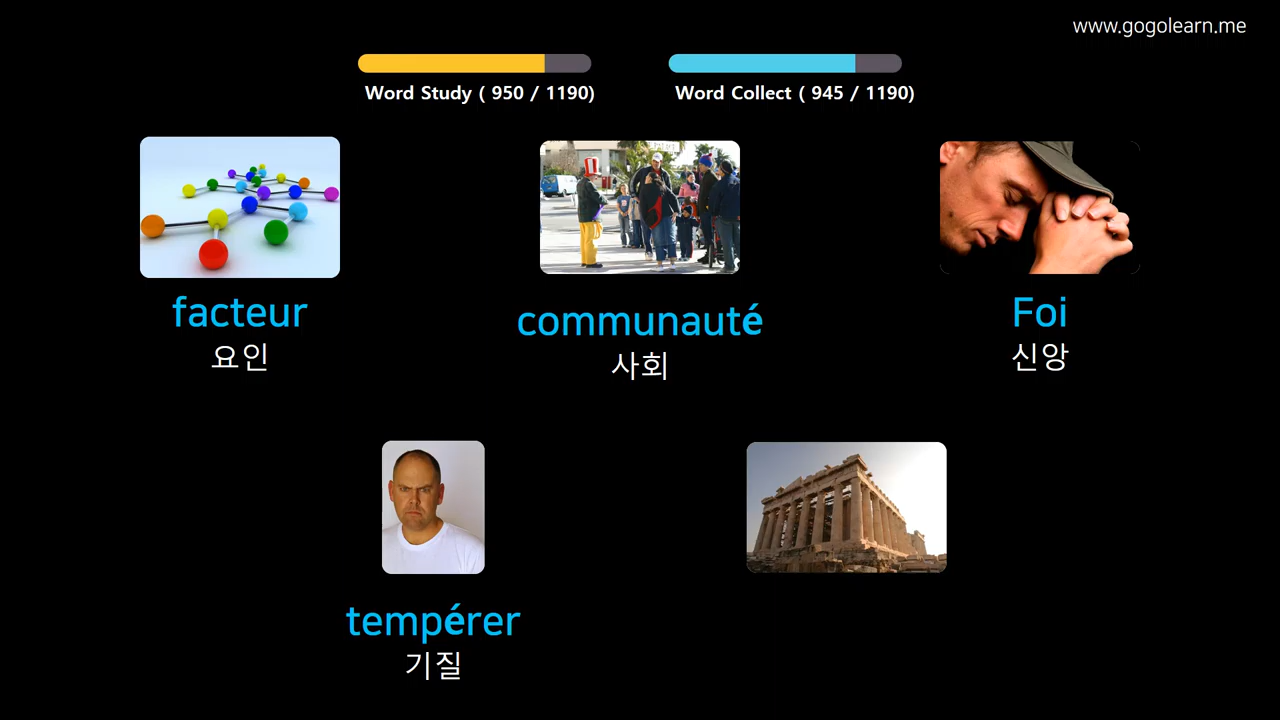 www.gogolearn.me
Word Study ( 950 / 1190)
Word Collect ( 945 / 1190)
facteur
요인
communauté
사회
Foi
신앙
tempérer
기질